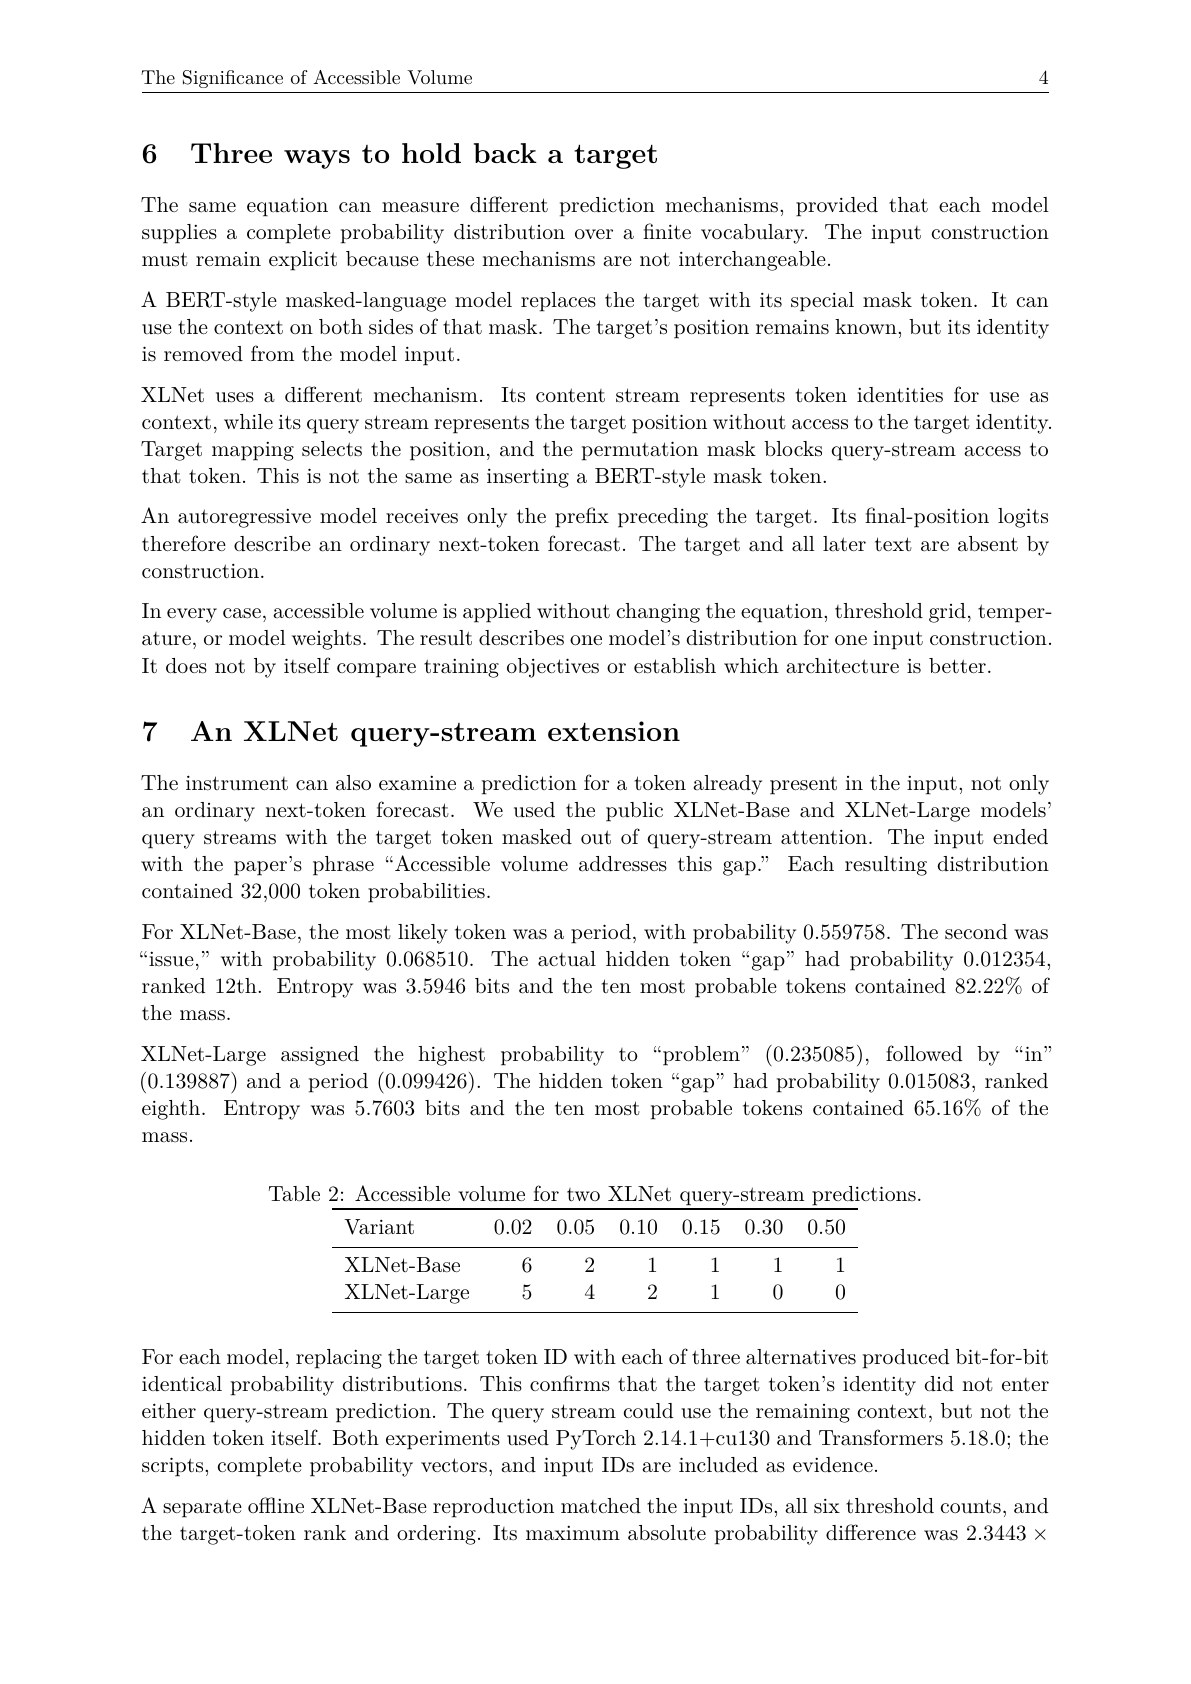 The Significance of Accessible Volume 4
6 Three ways to hold back a target
The same equation can measure different prediction mechanisms, provided that each model
supplies a complete probability distribution over a finite vocabulary. The input construction
must remain explicit because these mechanisms are not interchangeable.
A BERT-style masked-language model replaces the target with its special mask token. It can
use the context on both sides of that mask. The target’s position remains known, but its identity
is removed from the model input.
XLNet uses a different mechanism. Its content stream represents token identities for use as
context, while its query stream represents the target position without access to the target identity.
Target mapping selects the position, and the permutation mask blocks query-stream access to
that token. This is not the same as inserting a BERT-style mask token.
An autoregressive model receives only the prefix preceding the target. Its final-position logits
therefore describe an ordinary next-token forecast. The target and all later text are absent by
construction.
In every case, accessible volume is applied without changing the equation, threshold grid, temper-
ature, or model weights. The result describes one model’s distribution for one input construction.
It does not by itself compare training objectives or establish which architecture is better.
7 An XLNet query-stream extension
The instrument can also examine a prediction for a token already present in the input, not only
an ordinary next-token forecast. We used the public XLNet-Base and XLNet-Large models’
query streams with the target token masked out of query-stream attention. The input ended
with the paper’s phrase “Accessible volume addresses this gap.” Each resulting distribution
contained 32,000 token probabilities.
For XLNet-Base, the most likely token was a period, with probability 0.559758. The second was
“issue,” with probability 0.068510. The actual hidden token “gap” had probability 0.012354,
ranked 12th. Entropy was 3.5946 bits and the ten most probable tokens contained 82.22% of
the mass.
XLNet-Large assigned the highest probability to “problem” (0.235085), followed by “in”
(0.139887) and a period (0.099426). The hidden token “gap” had probability 0.015083, ranked
eighth. Entropy was 5.7603 bits and the ten most probable tokens contained 65.16% of the
mass.
Table 2: Accessible volume for two XLNet query-stream predictions.
Variant 0.02 0.05 0.10 0.15 0.30 0.50
XLNet-Base 6 2 1 1 1 1
XLNet-Large 5 4 2 1 0 0
For each model, replacing the target token ID with each of three alternatives produced bit-for-bit
identical probability distributions. This confirms that the target token’s identity did not enter
either query-stream prediction. The query stream could use the remaining context, but not the
hidden token itself. Both experiments used PyTorch 2.14.1+cu130 and Transformers 5.18.0; the
scripts, complete probability vectors, and input IDs are included as evidence.
A separate offline XLNet-Base reproduction matched the input IDs, all six threshold counts, and
the target-token rank and ordering. Its maximum absolute probability difference was 2.3443 ×